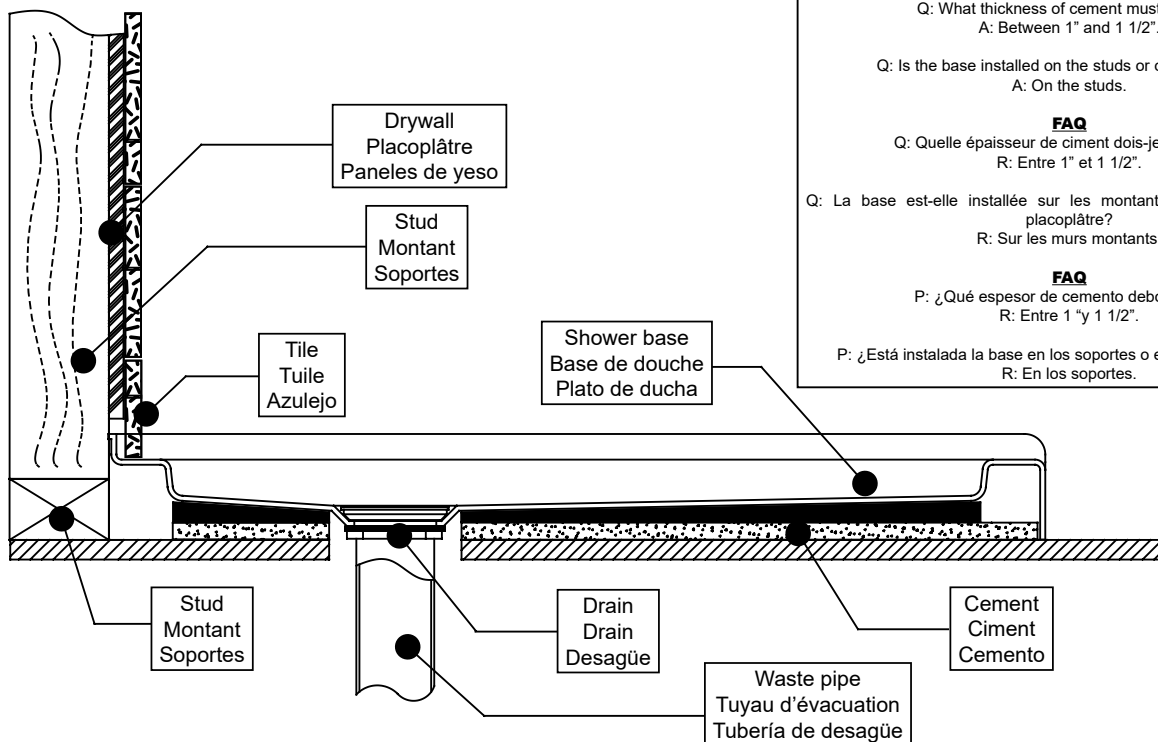 Q: What thickness of cement must
A: Between 1” and 1 1/2”.
Q: Is the base installed on the studs or
A: On the studs.
FAQ
Q: Quelle épaisseur de ciment dois-je
R: Entre 1” et 1 1/2”.
Q: La base est-elle installée sur les montant
placoplâtre?
R: Sur les murs montants
FAQ
P: ¿Qué espesor de cemento debo
R: Entre 1 “y 1 1/2”.
P: ¿Está instalada la base en los soportes o e
R: En los soportes.
Drywall
Placoplâtre
Paneles de yeso
Stud
Montant
Soportes
Tile
Tuile
Azulejo
Shower base
Base de douche
Plato de ducha
Stud
Montant
Soportes
Drain
Drain
Desagüe
Cement
Ciment
Cemento
Waste pipe
Tuyau d’évacuation
Tubería de desagüe